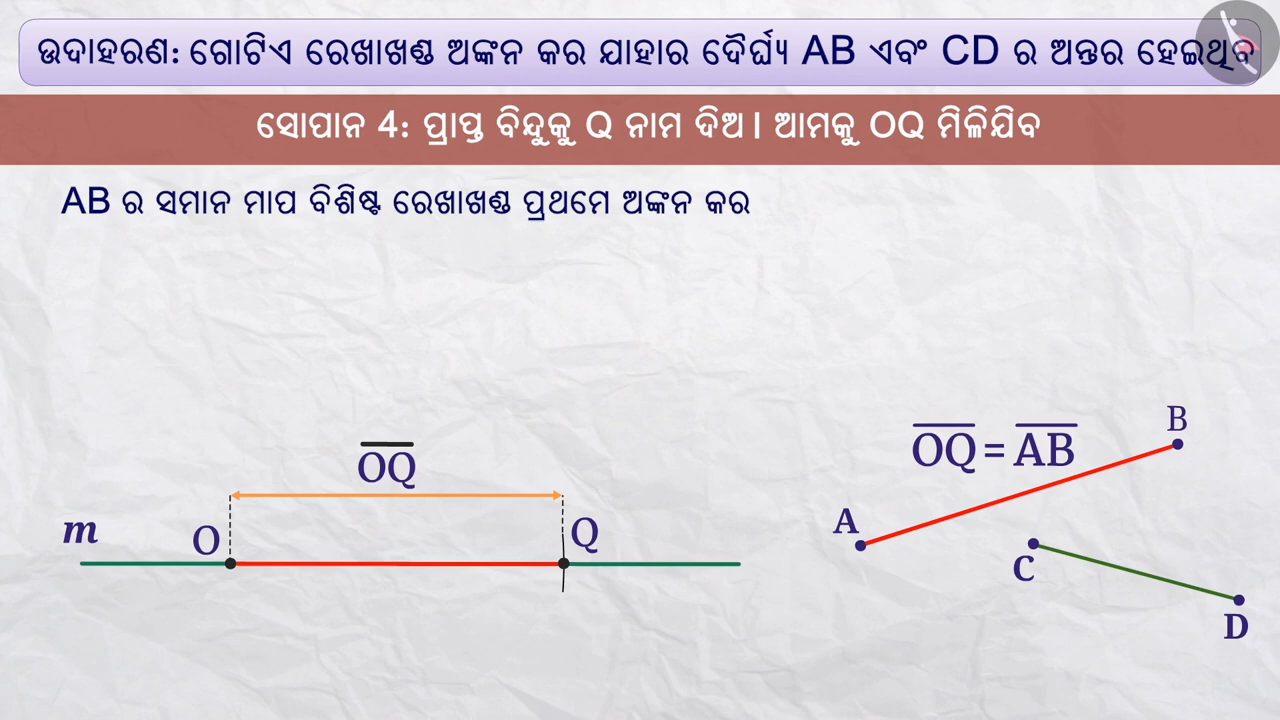 ଉଦାହରଣ: ଗୋଟିଏ ରେଖାଖଣ୍ଡ ଅଙ୍କନ କର ଯାହାର ଦୈର୍ଘ୍ୟ AB ଏବଂ CD ର ଅନ୍ତର ହେଇଥିବ
ସୋପାନ 4: ପ୍ରାପ୍ତ ବିନ୍ଦୁକୁ Q ନାମ ଦିଅ। ଆମକୁ OQ ମିଳିଯିବ
AB ର ସମାନ ମାପ ବିଶିଷ୍ଟ ରେଖାଖଣ୍ଡ ପ୍ରଥମେ ଅଙ୍କନ କର
OQ
m
O
Q
OQ = AB
A
B
C
D